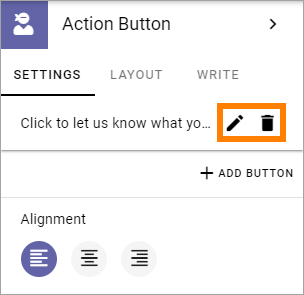 Action Button
SETTINGS LAYOUT WRITE
Click to let us know what yo...
ADD BUTTON
Alignment